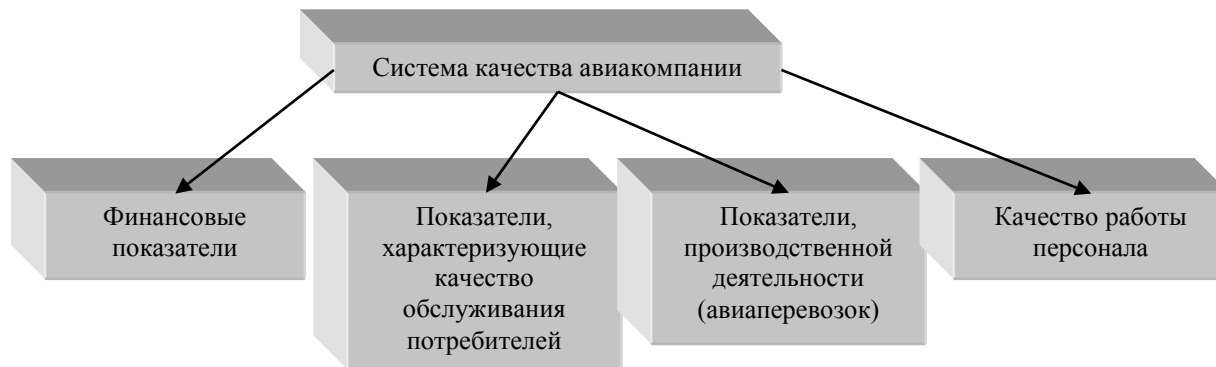 Система качества авиакомпании
Финансовые
показатели
Показатели,
характеризующие
качество
обслуживания
потребителей
Показатели,
производственной
деятельности
(авиаперевозок)
Качество работы
персонала